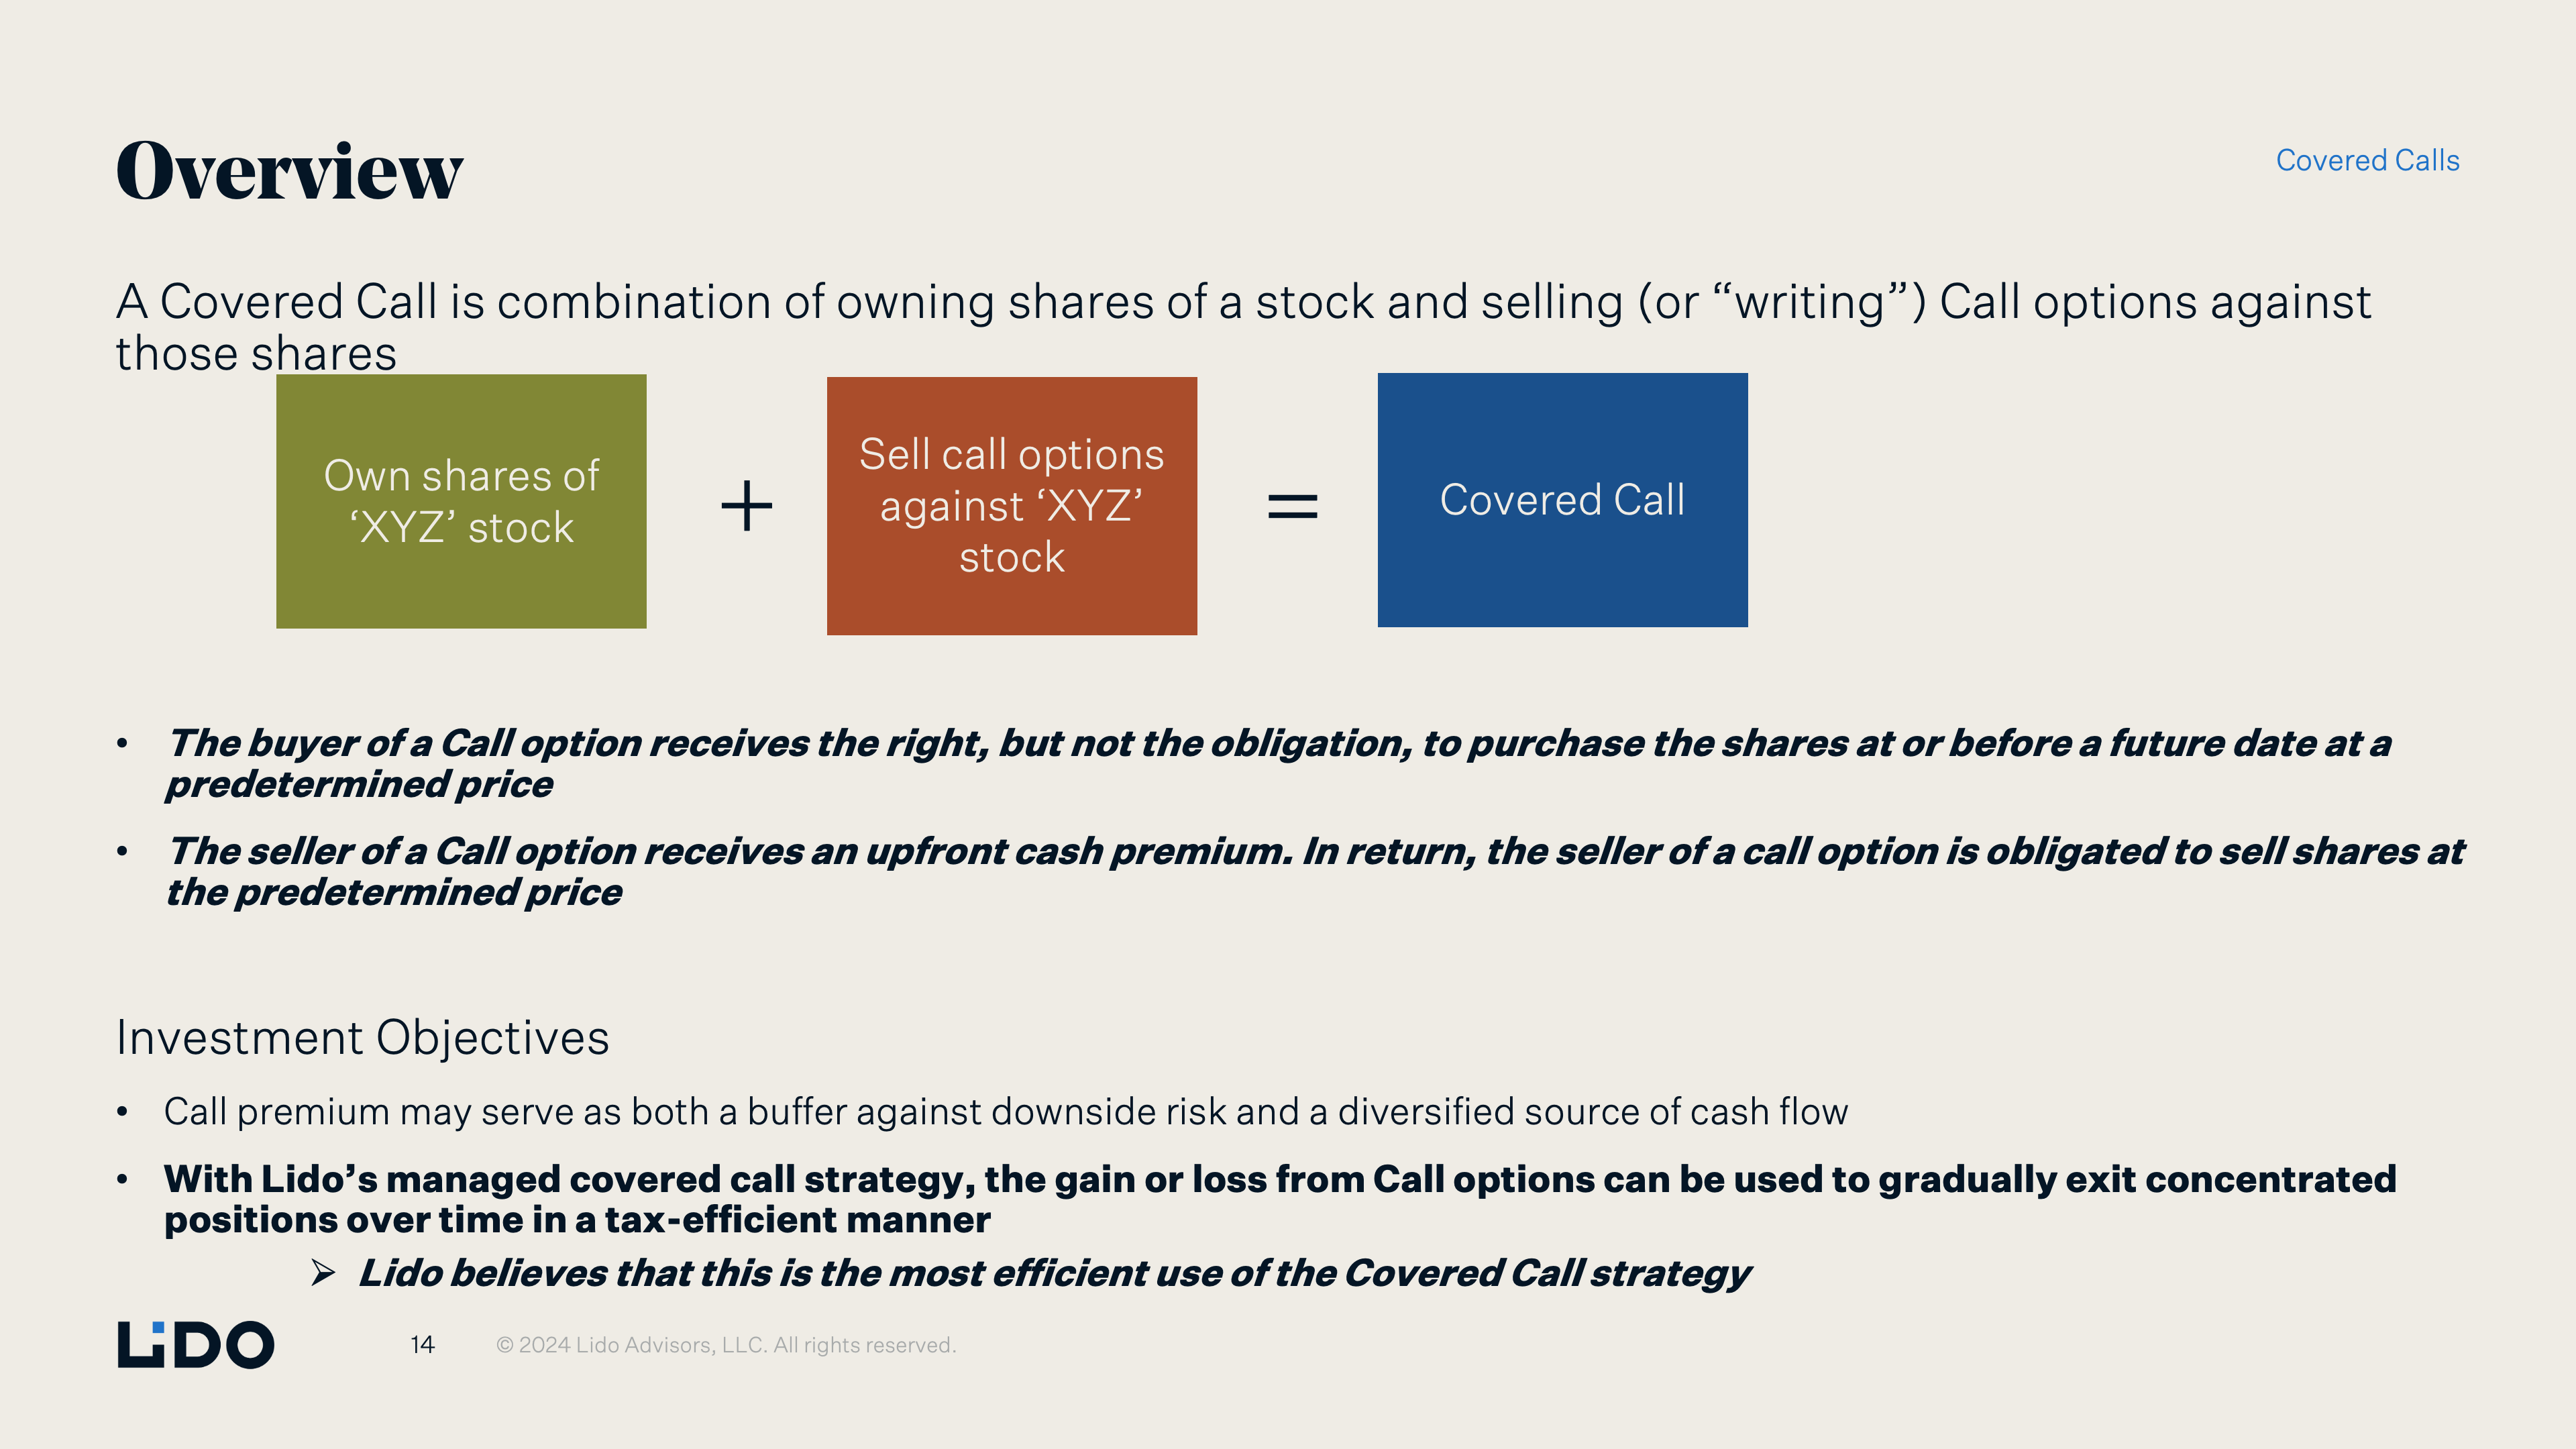 Overview
Covered Calls
A Covered Call is combination of owning shares of a stock and selling (or “writing”) Call options against
those shares
Own shares of
‘XYZ’ stock
+
Sell call options
against ‘XYZ’
stock
=
Covered Call
• The buyer of a Call option receives the right, but not the obligation, to purchase the shares at or before a future date at a
predetermined price
• The seller of a Call option receives an upfront cash premium. In return, the seller of a call option is obligated to sell shares at
the predetermined price
Investment Objectives
• Call premium may serve as both a buffer against downside risk and a diversified source of cash flow
• With Lido’s managed covered call strategy, the gain or loss from Call options can be used to gradually exit concentrated
positions over time in a tax-efficient manner
➢ Lido believes that this is the most efficient use of the Covered Call strategy
LiDO
14
© 2024 Lido Advisors, LLC. All rights reserved.